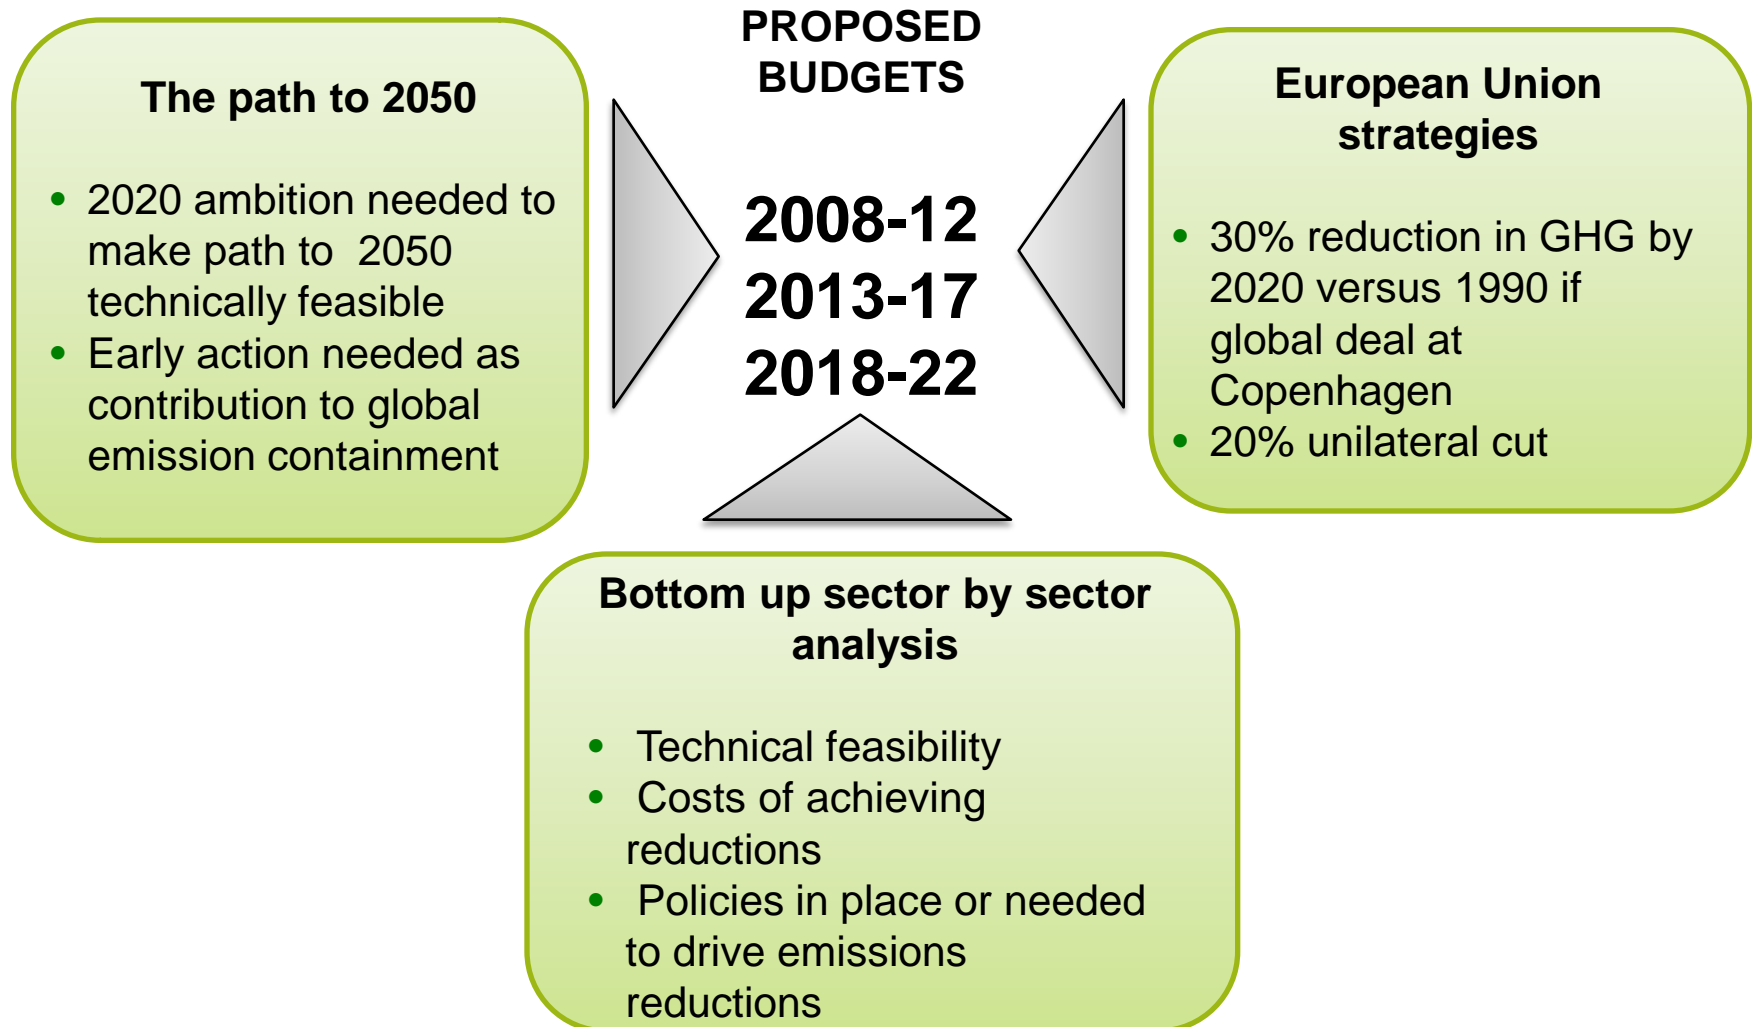 PROPOSED
BUDGETS
The path to 2050
• 2020 ambition needed to
make path to  2050
technically feasible
• Early action needed as
contribution to global
emission containment
2008-12
2013-17
2018-22
European Union
strategies
• 30% reduction in GHG by
2020 versus 1990 if
global deal at
Copenhagen
• 20% unilateral cut
Bottom up sector by sector
analysis
• Technical feasibility
• Costs of achieving
reductions
• Policies in place or needed
to drive emissions
reductions